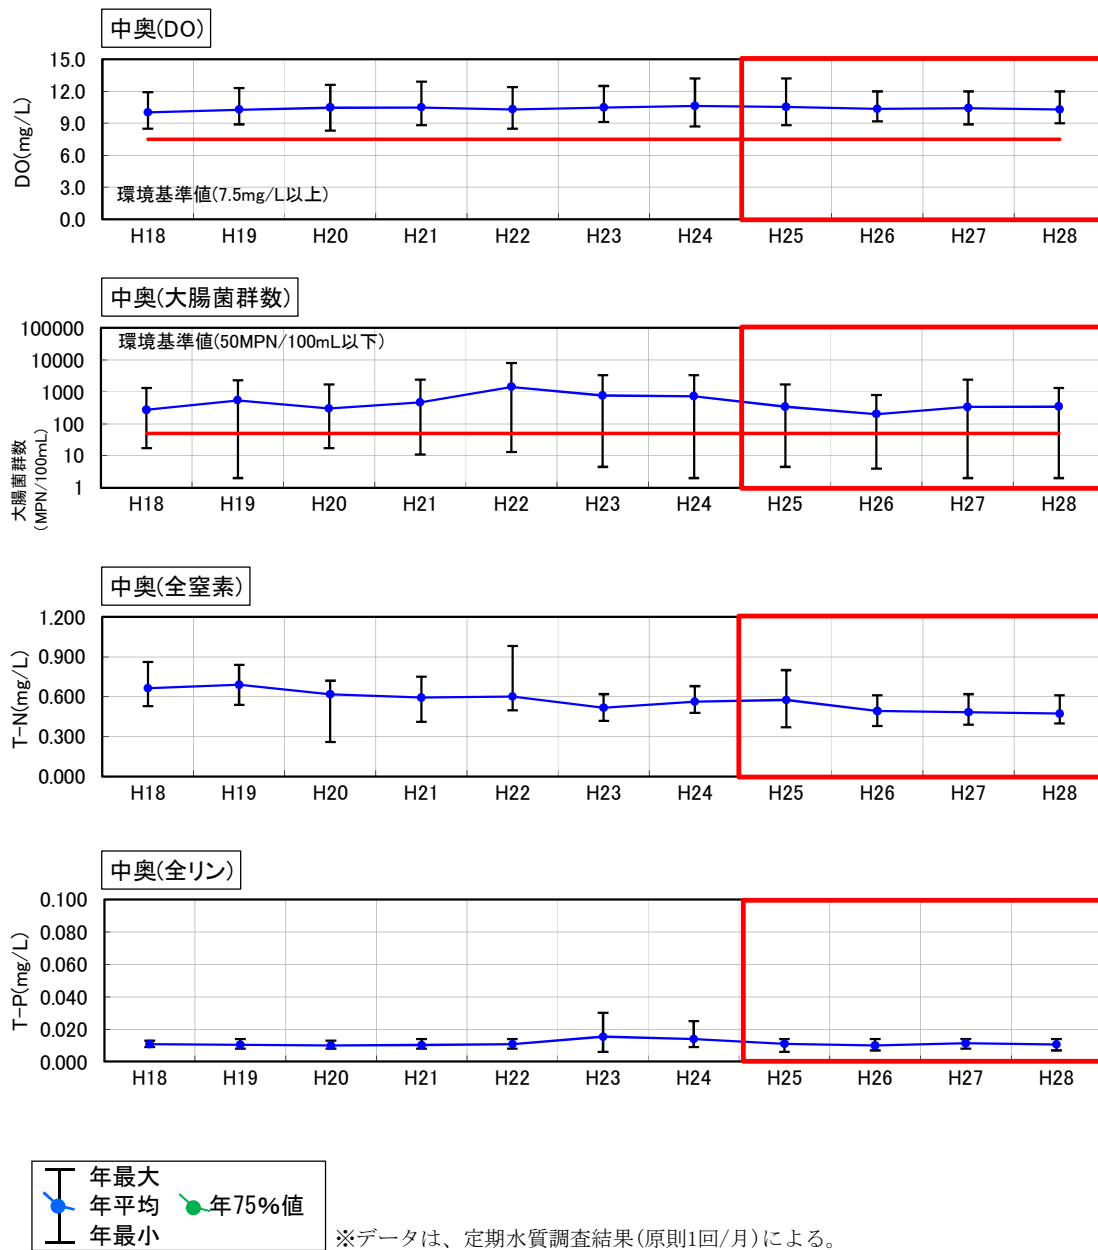 中奥(DO)
DO(mg/L)
15.0
12.0
9.0
6.0
3.0
0.0
環境基準値(7.5mg/L以上)
H18 H19 H20 H21 H22 H23 H24 H25 H26 H27 H28
中奥(大腸菌群数)
大腸菌群数
(MPN/100mL)
100000
10000
1000
100
10
1
環境基準値(50MPN/100mL以下)
H18 H19 H20 H21 H22 H23 H24 H25 H26 H27 H28
中奥(全窒素)
T-N(mg/L)
1.200
0.900
0.600
0.300
0.000
H18 H19 H20 H21 H22 H23 H24 H25 H26 H27 H28
中奥(全リン)
T-P(mg/L)
0.100
0.080
0.060
0.040
0.020
0.000
H18 H19 H20 H21 H22 H23 H24 H25 H26 H27 H28
年最大
年平均 年75%値
年最小
※データは、定期水質調査結果(原則1回/月)による。